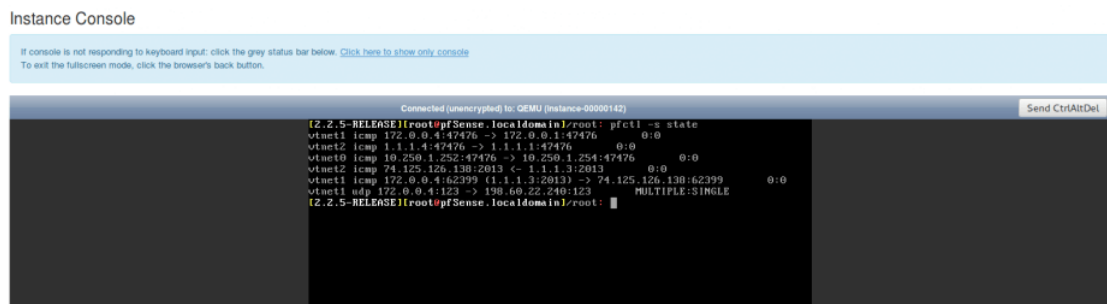 Instance Console
If console is not responding to keyboard input: click the grey status bar below. Click here to show only console
To exit the fullscreen mode, click the browser's back button.
Connected (unencrypted) to: QEMU (instance-00000142)
Send CtrlAltDel
[2.2.5-RELEASE][root@pfSense.localdomain]/root: pfctl -s state
vtnet1 icmp 172.0.0.4:47476 -> 172.0.0.1:47476 0:0
vtnet2 icmp 1.1.1.4:47476 -> 1.1.1.1:47476 0:0
vtnet0 icmp 10.250.1.252:47476 -> 10.250.1.254:47476 0:0
vtnet2 icmp 74.125.126.138:2013 <- 1.1.1.3:2013 0:0
vtnet1 icmp 172.0.0.4:62399 (1.1.1.3:2013) -> 74.125.126.138:62399 0:0
vtnet1 udp 172.0.0.4:123 -> 198.60.22.240:123 MULTIPLE:SINGLE
[2.2.5-RELEASE][root@pfSense.localdomain]/root: